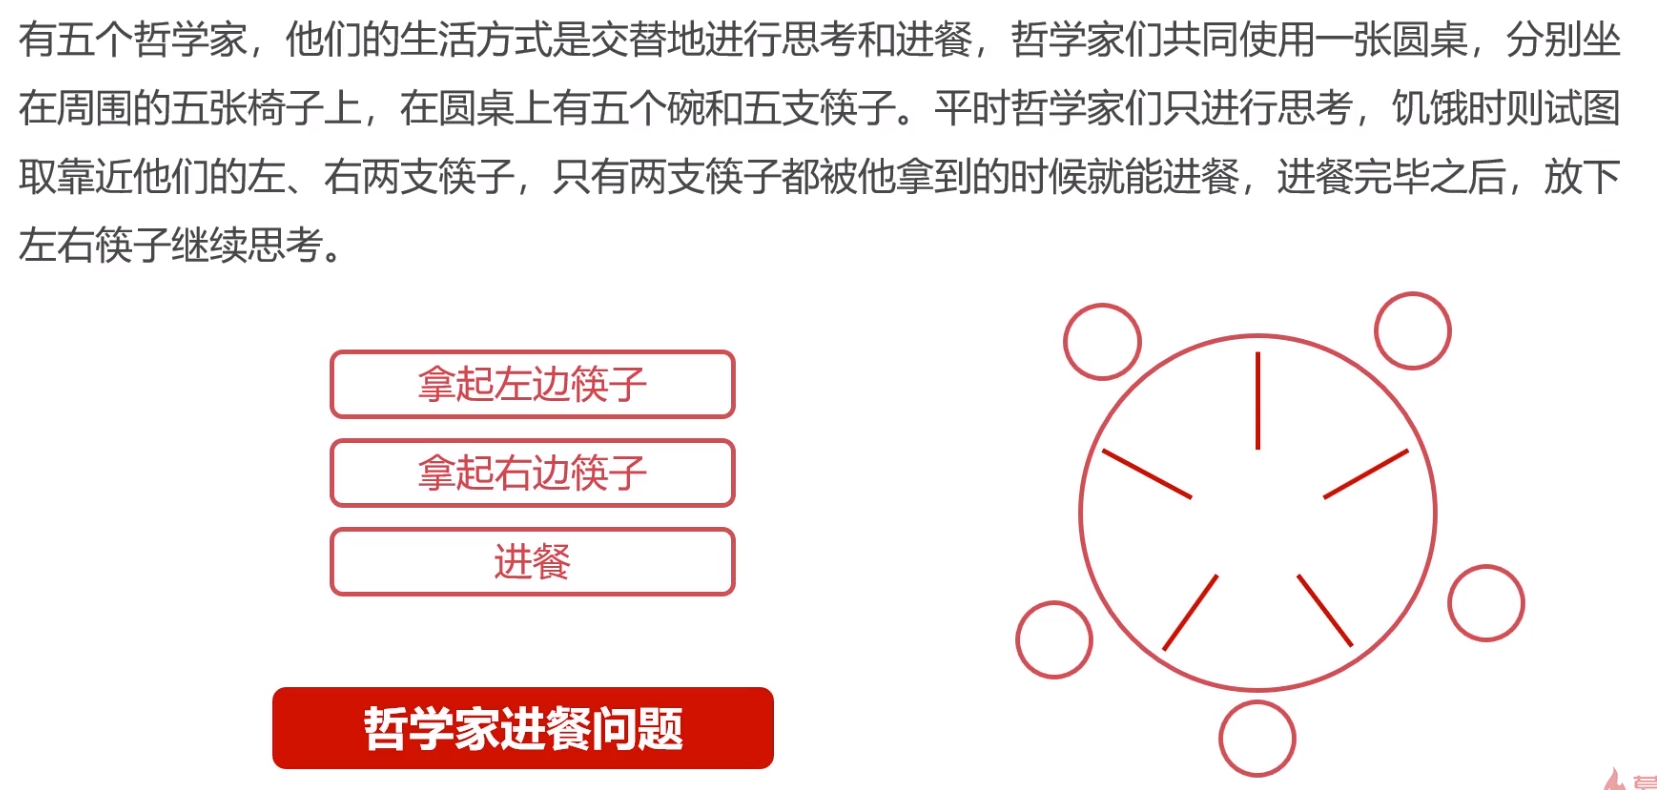 有五个哲学家，他们的生活方式是交替地进行思考和进餐，哲学家们共同使用一张圆桌，分别坐
在周围的五张椅子上，在圆桌上有五个碗和五支筷子。平时哲学家们只进行思考，饥饿时则试图
取靠近他们的左、右两支筷子，只有两支筷子都被他拿到的时候就能进餐，进餐完毕之后，放下
左右筷子继续思考。
拿起左边筷子
拿起右边筷子
进餐
哲学家进餐问题